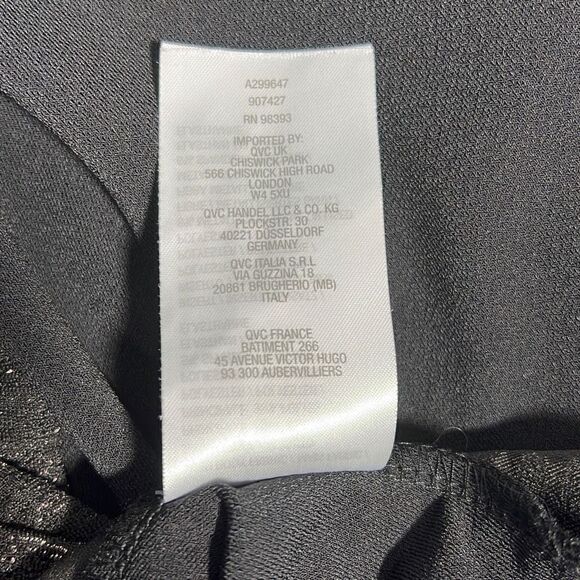 A299647
907427
RN 98393
IMPORTED BY:
QVC UK
CHISWICK PARK
566 CHISWICK HIGH ROAD
LONDON
W4 5XU
QVC HANDEL LLC & CO. KG
PLOCKSTR. 30
40221 DUSSELDORF
GERMANY
QVC ITALIA S.R.L
VIA GUZZINA 18
20861 BRUGHERIO (MB)
ITALY
QVC FRANCE
BATIMENT 266
45 AVENUE VICTOR HUGO
93 300 AUBERVILLIERS